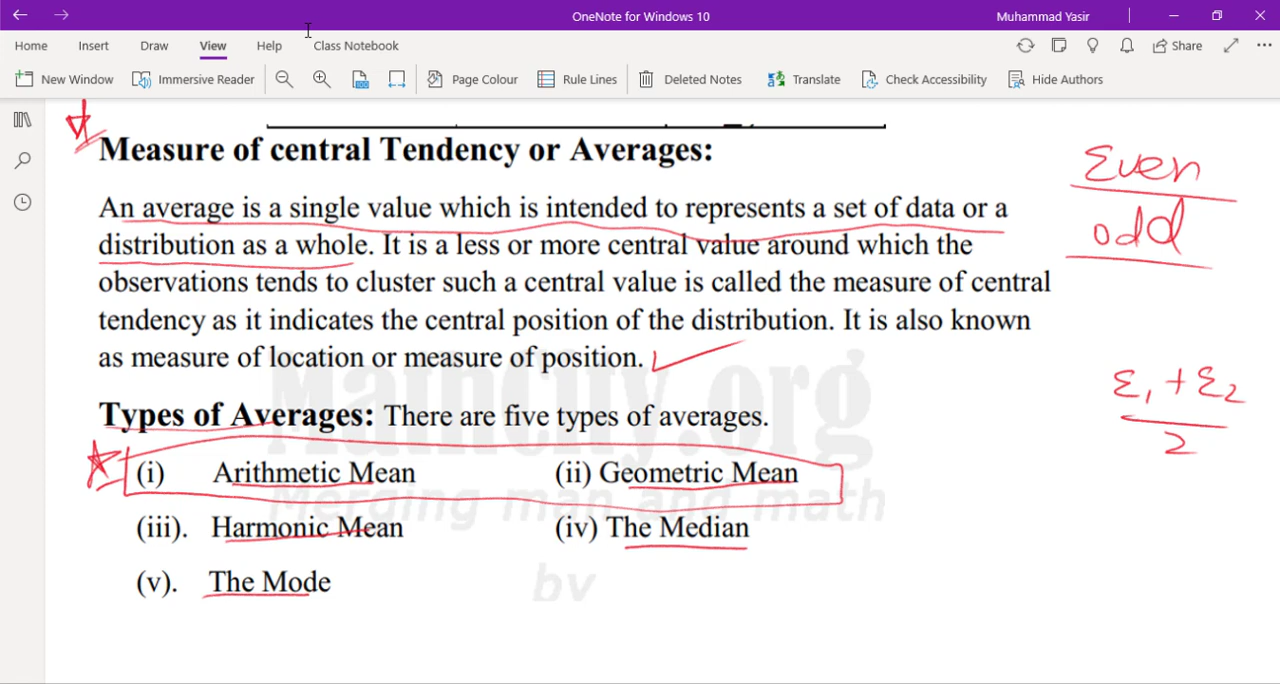 OneNote for Windows 10
Muhammad Yasir
Home Insert Draw View Help Class Notebook
Share
New Window Immersive Reader Page Colour Rule Lines Deleted Notes Translate Check Accessibility Hide Authors
Measure of central Tendency or Averages:
An average is a single value which is intended to represents a set of data or a
distribution as a whole. It is a less or more central value around which the
observations tends to cluster such a central value is called the measure of central
tendency as it indicates the central position of the distribution. It is also known
as measure of location or measure of position.
Types of Averages: There are five types of averages.
(i) Arithmetic Mean (ii) Geometric Mean
(iii). Harmonic Mean (iv) The Median
(v). The Mode
Even
odd
Ɛ₁ + Ɛ₂
2
MathCity.org
Merging man and math
by